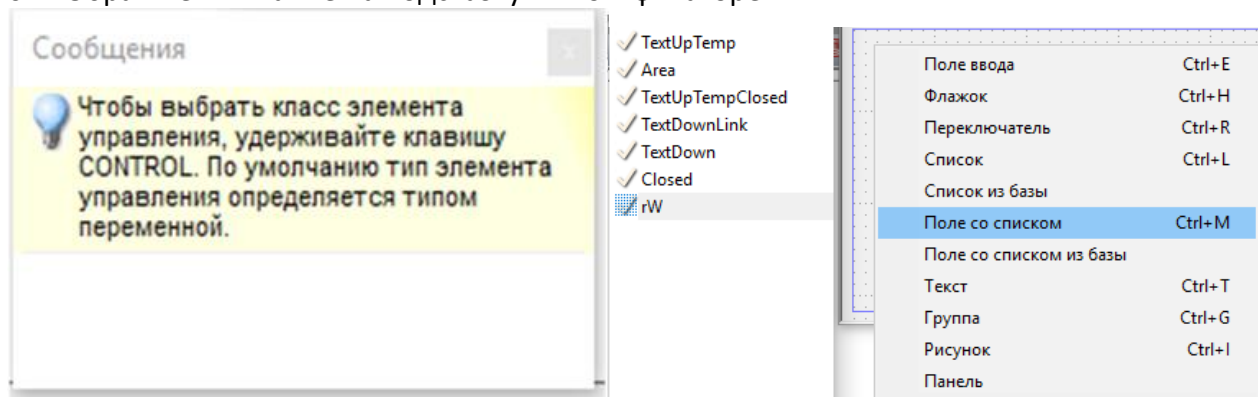 Сообщения
Чтобы выбрать класс элемента
управления, удерживайте клавишу
CONTROL. По умолчанию тип элемента
управления определяется типом
переменной.
TextUpTemp
Area
TextUpTempClosed
TextDownLink
TextDown
Closed
rW
Поле ввода Ctrl+E
Флажок Ctrl+H
Переключатель Ctrl+R
Список Ctrl+L
Список из базы
Поле со списком Ctrl+M
Поле со списком из базы
Текст Ctrl+T
Группа Ctrl+G
Рисунок Ctrl+I
Панель